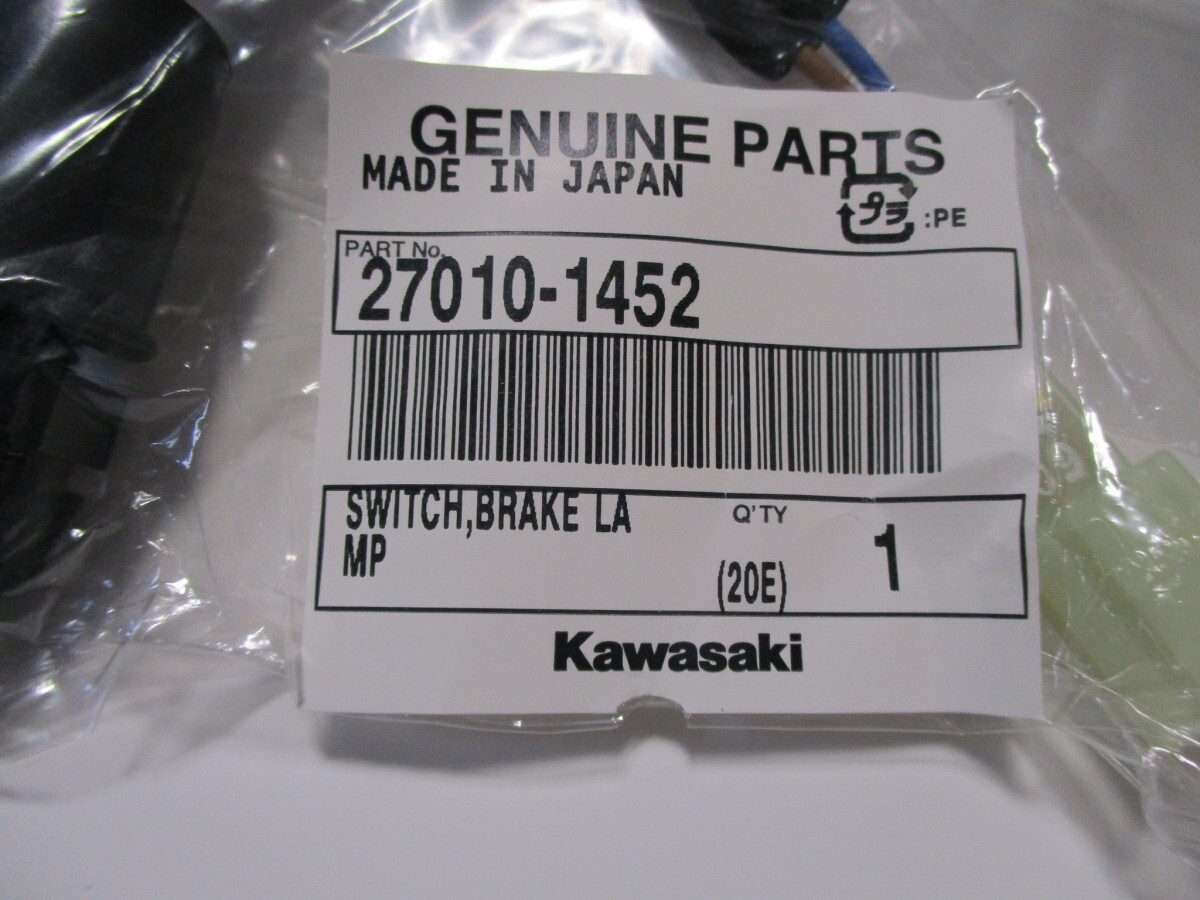 GENUINE PARTS
MADE IN JAPAN
プラ :PE
PART No.
27010-1452
SWITCH,BRAKE LA
MP
Q'TY
(20E) 1
Kawasaki